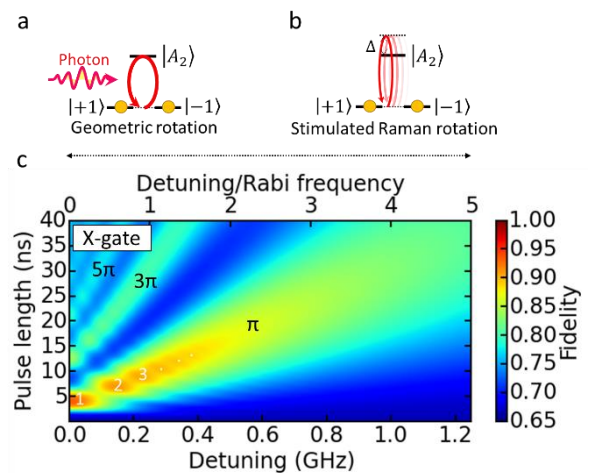 a
b
Photon
|A₂⟩
|+1⟩
|−1⟩
Geometric rotation
Δ
|A₂⟩
|+1⟩
|−1⟩
Stimulated Raman rotation
c
Detuning/Rabi frequency
0 1 2 3 4 5
X-gate
5π
3π
π
1
2
3
Pulse length (ns)
40
35
30
25
20
15
10
5
0.0 0.2 0.4 0.6 0.8 1.0 1.2
Detuning (GHz)
1.00
0.95
0.90
0.85
0.80
0.75
0.70
0.65
Fidelity